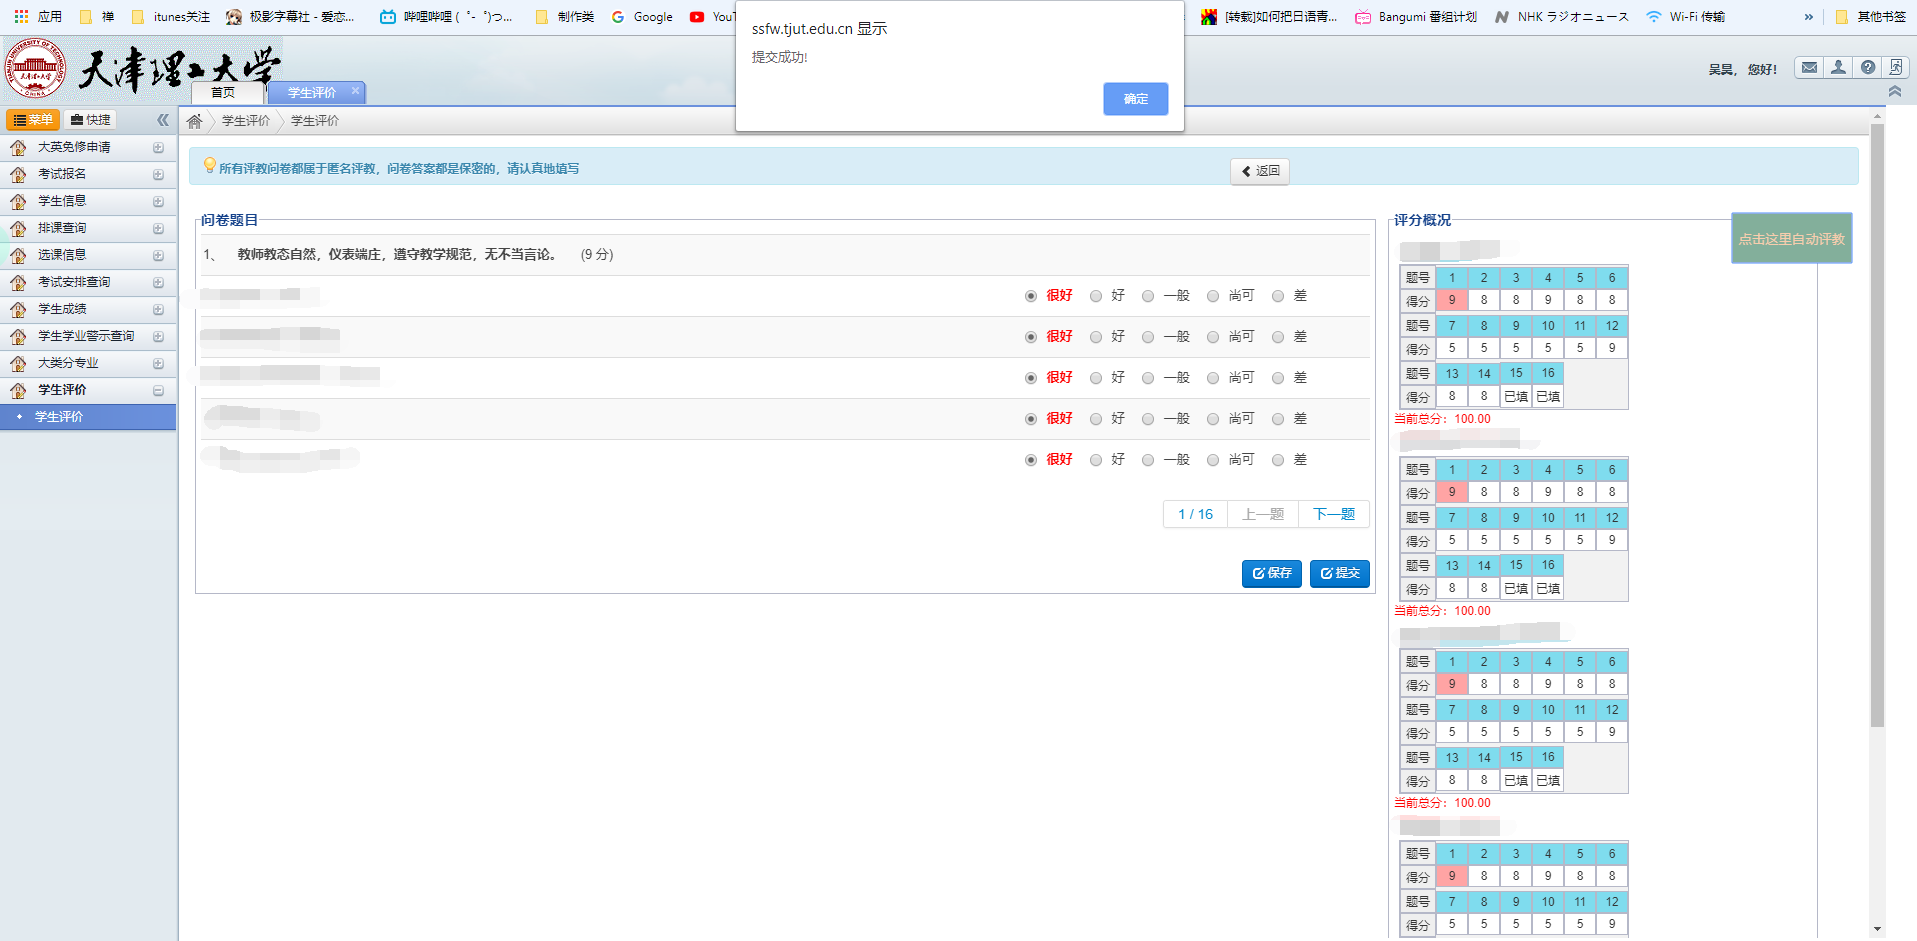 应用 禅 itunes关注 极影字幕社 - 爱恋... 哔哩哔哩 ( ゜- ゜)つ... 制作类 Google YouT [转载]如何把日语青... Bangumi 番组计划 NHK ラジオニュース Wi-Fi 传输 » 其他书签
ssfw.tjut.edu.cn 显示
提交成功!
确定
天津理工大学
TIANJIN UNIVERSITY OF TECHNOLOGY
CHINA
首页 学生评价
吴昊， 您好!
菜单 快捷
学生评价 学生评价
大英免修申请
考试报名
学生信息
排课查询
选课信息
考试安排查询
学生成绩
学生学业警示查询
大类分专业
学生评价
学生评价
所有评教问卷都属于匿名评教，问卷答案都是保密的，请认真地填写
返回
问卷题目
1、 教师教态自然，仪表端庄，遵守教学规范，无不当言论。 (9 分)
很好 好 一般 尚可 差
很好 好 一般 尚可 差
很好 好 一般 尚可 差
很好 好 一般 尚可 差
很好 好 一般 尚可 差
1 / 16 上一题 下一题
保存 提交
评分概况
点击这里自动评教
题号 1 2 3 4 5 6
得分 9 8 8 9 8 8
题号 7 8 9 10 11 12
得分 5 5 5 5 5 9
题号 13 14 15 16
得分 8 8 已填 已填
当前总分：100.00
题号 1 2 3 4 5 6
得分 9 8 8 9 8 8
题号 7 8 9 10 11 12
得分 5 5 5 5 5 9
题号 13 14 15 16
得分 8 8 已填 已填
当前总分：100.00
题号 1 2 3 4 5 6
得分 9 8 8 9 8 8
题号 7 8 9 10 11 12
得分 5 5 5 5 5 9
题号 13 14 15 16
得分 8 8 已填 已填
当前总分：100.00
题号 1 2 3 4 5 6
得分 9 8 8 9 8 8
题号 7 8 9 10 11 12
得分 5 5 5 5 5 9